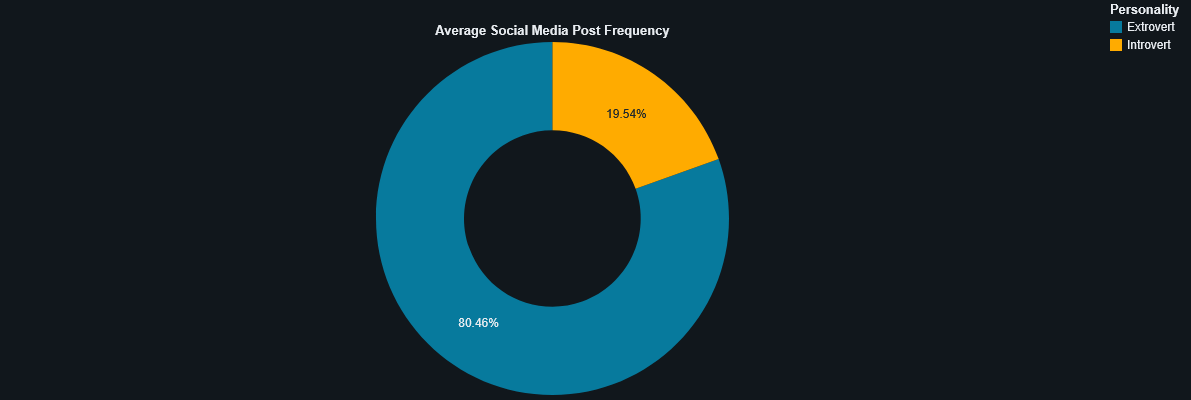 Average Social Media Post Frequency
Personality
Extrovert
Introvert
19.54%
80.46%